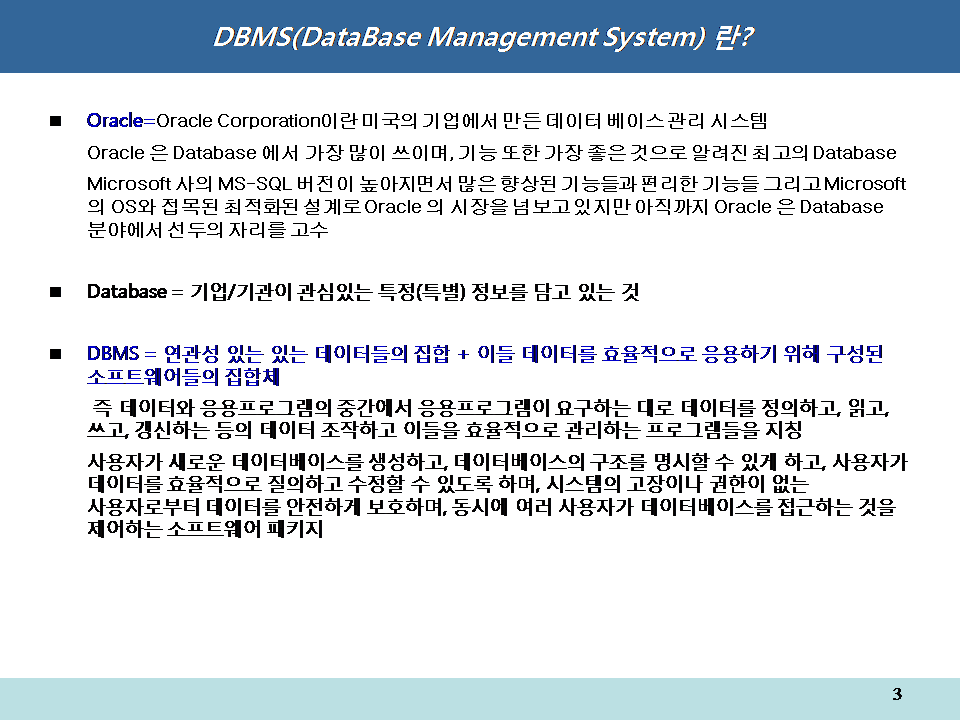 DBMS(DataBase Management System) 란?
■ Oracle=Oracle Corporation이란 미국의 기업에서 만든 데이터 베이스 관리 시스템
Oracle 은 Database 에서 가장 많이 쓰이며, 기능 또한 가장 좋은 것으로 알려진 최고의 Database
Microsoft 사의 MS-SQL 버전이 높아지면서 많은 향상된 기능들과 편리한 기능들 그리고 Microsoft
의 OS와 접목된 최적화된 설계로 Oracle 의 시장을 넘보고 있지만 아직까지 Oracle 은 Database
분야에서 선두의 자리를 고수
■ Database = 기업/기관이 관심있는 특정(특별) 정보를 담고 있는 것
■ DBMS = 연관성 있는 있는 데이터들의 집합 + 이들 데이터를 효율적으로 응용하기 위해 구성된
소프트웨어들의 집합체
즉 데이터와 응용프로그램의 중간에서 응용프로그램이 요구하는 대로 데이터를 정의하고, 읽고,
쓰고, 갱신하는 등의 데이터 조작하고 이들을 효율적으로 관리하는 프로그램들을 지칭
사용자가 새로운 데이터베이스를 생성하고, 데이터베이스의 구조를 명시할 수 있게 하고, 사용자가
데이터를 효율적으로 질의하고 수정할 수 있도록 하며, 시스템의 고장이나 권한이 없는
사용자로부터 데이터를 안전하게 보호하며, 동시에 여러 사용자가 데이터베이스를 접근하는 것을
제어하는 소프트웨어 패키지
3